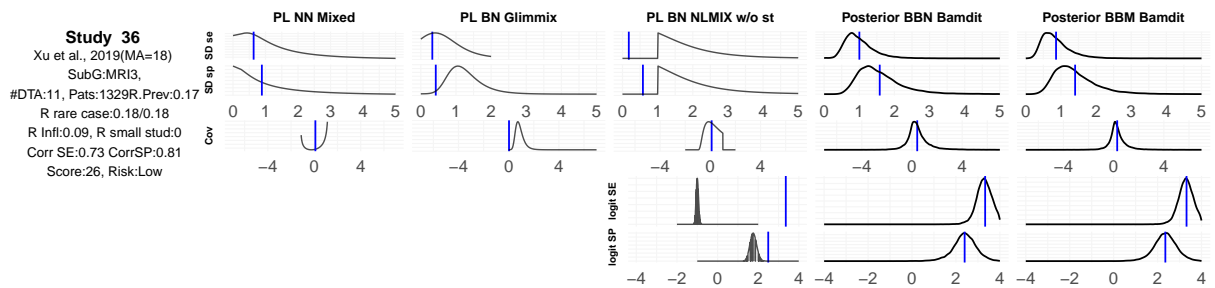 PL NN Mixed PL BN Glimmix PL BN NLMIX w/o st Posterior BBN Bamdit Posterior BBM Bamdit
Study 36
Xu et al., 2019(MA=18)
SubG:MRI3,
#DTA:11, Pats:1329R.Prev:0.17
R rare case:0.18/0.18
R Infl:0.09, R small stud:0
Corr SE:0.73 CorrSP:0.81
Score:26, Risk:Low
SD se
SD sp
0 1 2 3 4 5 0 1 2 3 4 5 0 1 2 3 4 5 0 1 2 3 4 5 0 1 2 3 4 5
Cov
−4 0 4 −4 0 4 −4 0 4 −4 0 4 −4 0 4
logit SE
logit SP
−4 −2 0 2 4 −4 −2 0 2 4 −4 −2 0 2 4